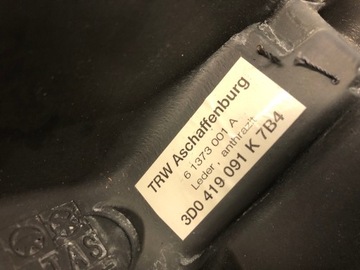 TRW Aschaffenburg
6 1373 001 A
Leder, anthrazit
3D0 419 091 K 7B4